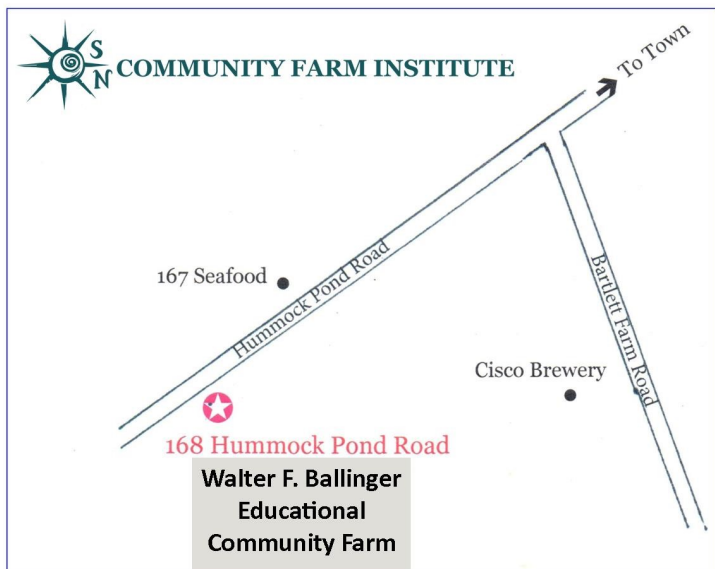 S
N
COMMUNITY FARM INSTITUTE
To Town
167 Seafood
Hummock Pond Road
Bartlett Farm Road
Cisco Brewery
168 Hummock Pond Road
Walter F. Ballinger
Educational
Community Farm